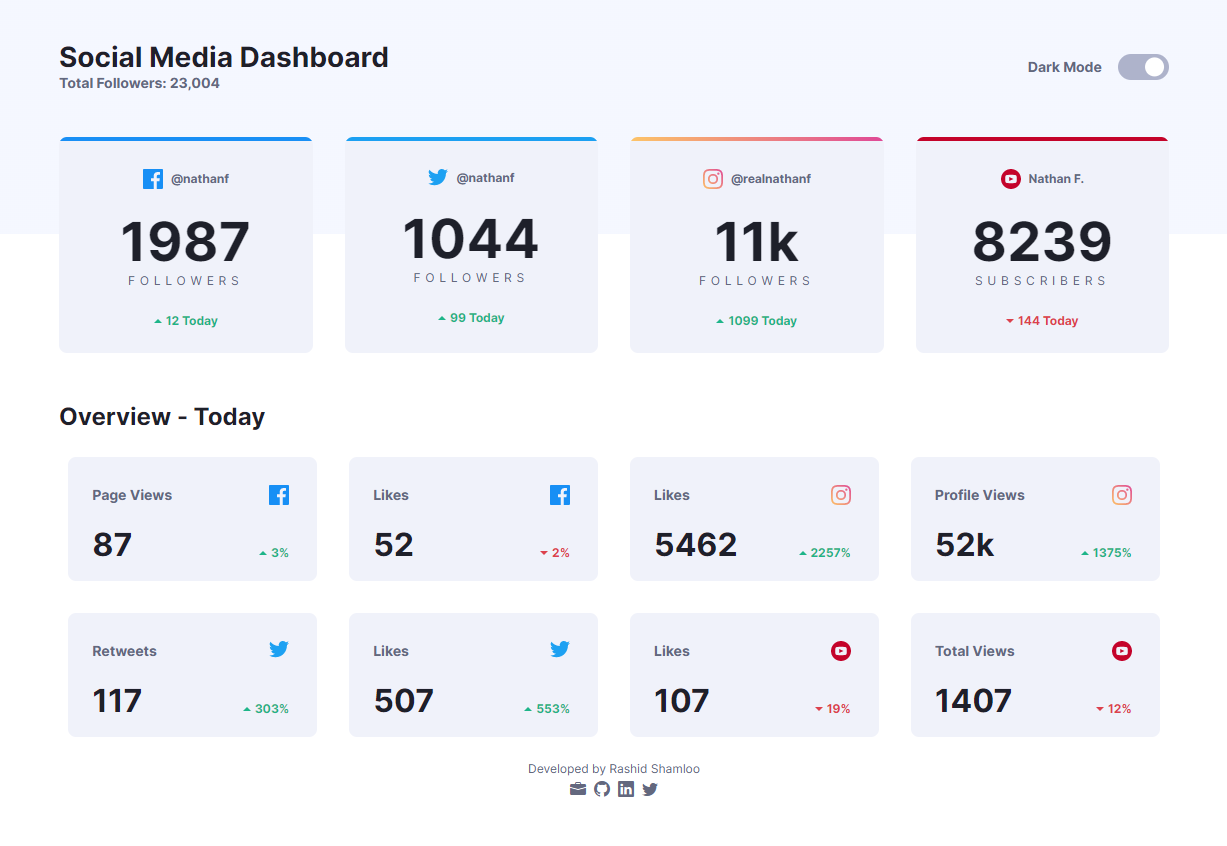 Social Media Dashboard
Total Followers: 23,004
Dark Mode
@nathanf
1987
FOLLOWERS
12 Today
@nathanf
1044
FOLLOWERS
99 Today
@realnathanf
11k
FOLLOWERS
1099 Today
Nathan F.
8239
SUBSCRIBERS
144 Today
Overview - Today
Page Views
87
3%
Likes
52
2%
Likes
5462
2257%
Profile Views
52k
1375%
Retweets
117
303%
Likes
507
553%
Likes
107
19%
Total Views
1407
12%
Developed by Rashid Shamloo